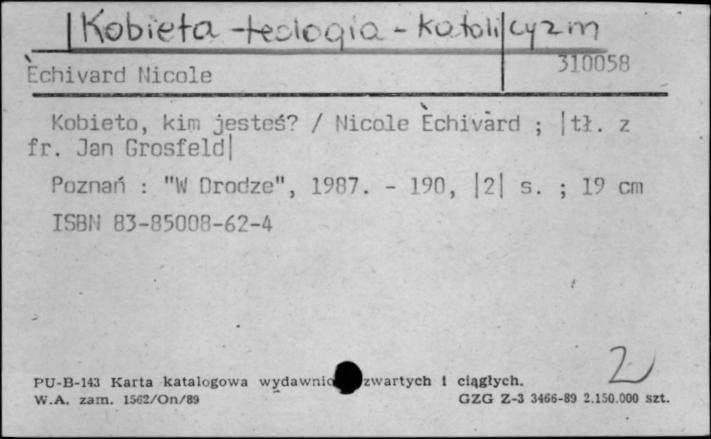 Kobieta - teologia - katolicyzm
Èchivard Nicole 310058
Kobieto, kim jesteś? / Nicole Èchivard ; |tł. z
fr. Jan Grosfeld|
Poznań : "W Drodze", 1987. - 190, |2| s. ; 19 cm
ISBN 83-85008-62-4
2
PU-B-143 Karta katalogowa zwartych i ciągłych.
W.A. zam. 1562/On/89 GZG Z-3 3466-89 2.150.000 szt.